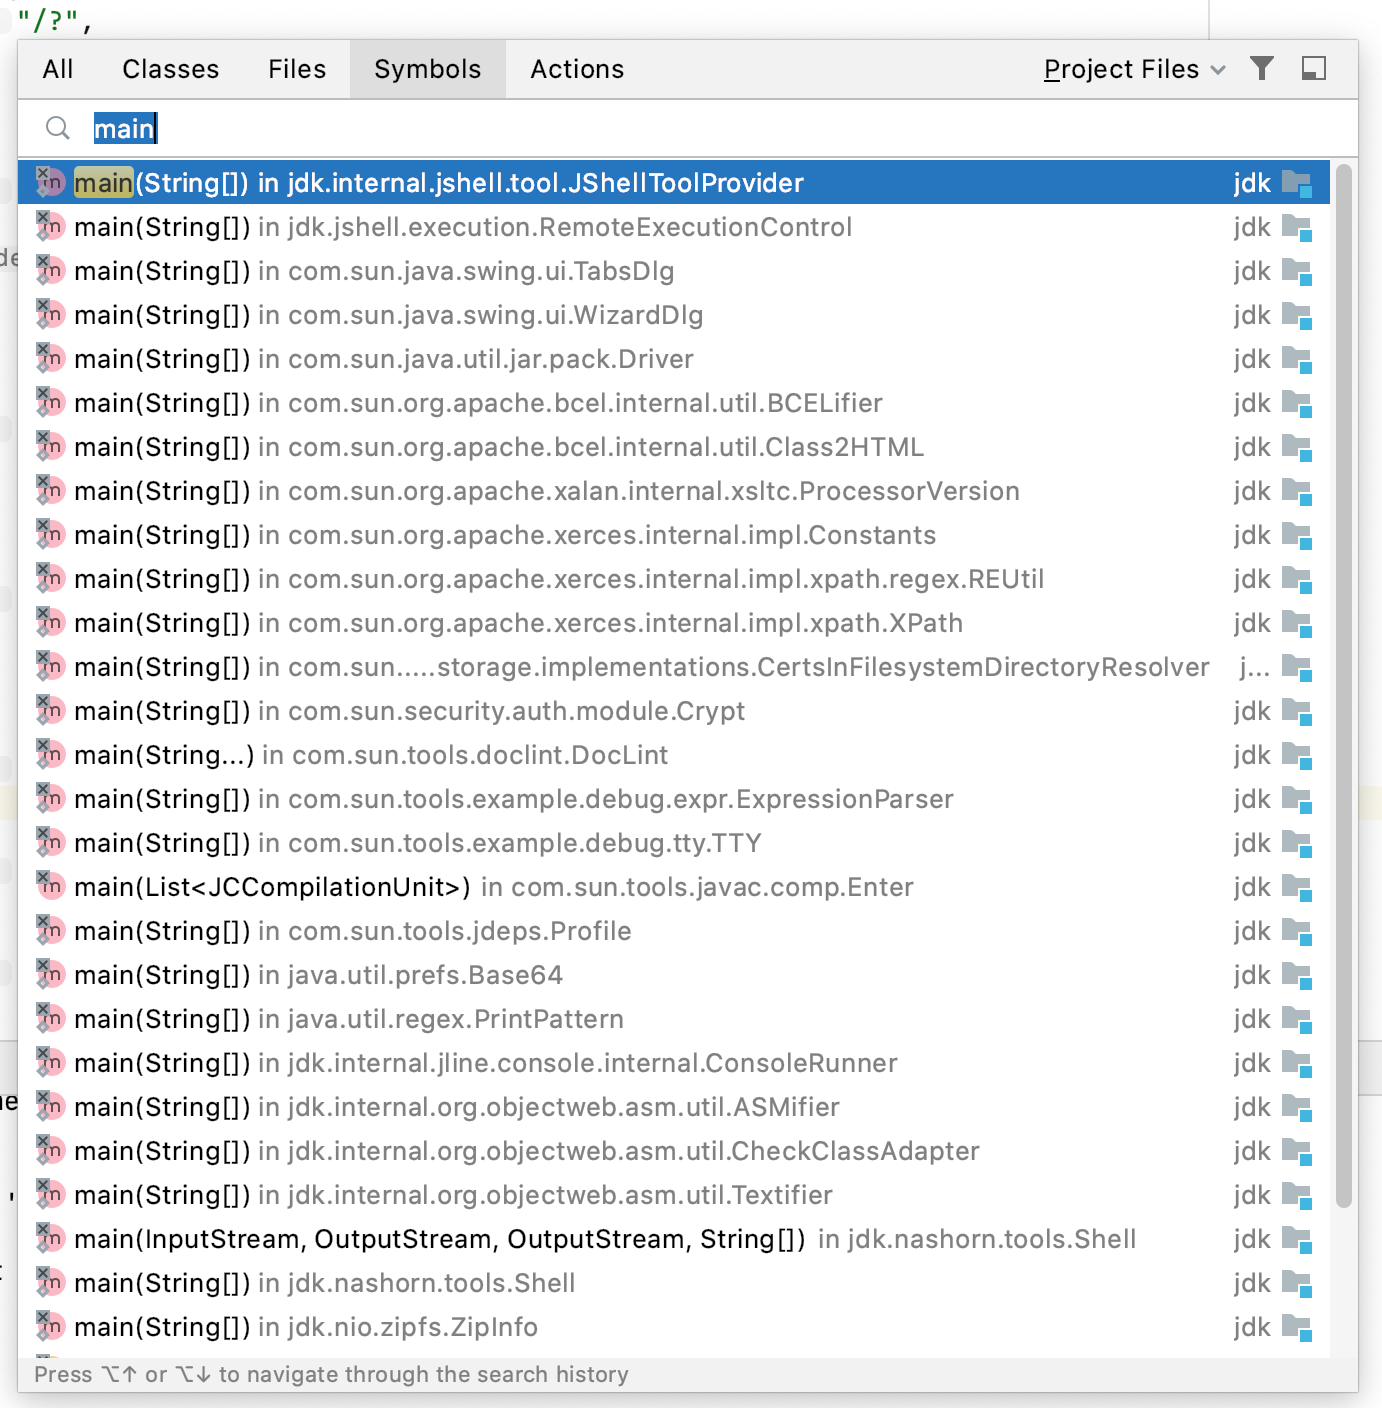 "/?",
All Classes Files Symbols Actions Project Files
main
main(String[]) in jdk.internal.jshell.tool.JShellToolProvider jdk
main(String[]) in jdk.jshell.execution.RemoteExecutionControl jdk
main(String[]) in com.sun.java.swing.ui.TabsDlg jdk
main(String[]) in com.sun.java.swing.ui.WizardDlg jdk
main(String[]) in com.sun.java.util.jar.pack.Driver jdk
main(String[]) in com.sun.org.apache.bcel.internal.util.BCELifier jdk
main(String[]) in com.sun.org.apache.bcel.internal.util.Class2HTML jdk
main(String[]) in com.sun.org.apache.xalan.internal.xsltc.ProcessorVersion jdk
main(String[]) in com.sun.org.apache.xerces.internal.impl.Constants jdk
main(String[]) in com.sun.org.apache.xerces.internal.impl.xpath.regex.REUtil jdk
main(String[]) in com.sun.org.apache.xerces.internal.impl.xpath.XPath jdk
main(String[]) in com.sun.....storage.implementations.CertsInFilesystemDirectoryResolver j...
main(String[]) in com.sun.security.auth.module.Crypt jdk
main(String...) in com.sun.tools.doclint.DocLint jdk
main(String[]) in com.sun.tools.example.debug.expr.ExpressionParser jdk
main(String[]) in com.sun.tools.example.debug.tty.TTY jdk
main(List<JCCompilationUnit>) in com.sun.tools.javac.comp.Enter jdk
main(String[]) in com.sun.tools.jdeps.Profile jdk
main(String[]) in java.util.prefs.Base64 jdk
main(String[]) in java.util.regex.PrintPattern jdk
main(String[]) in jdk.internal.jline.console.internal.ConsoleRunner jdk
main(String[]) in jdk.internal.org.objectweb.asm.util.ASMifier jdk
main(String[]) in jdk.internal.org.objectweb.asm.util.CheckClassAdapter jdk
main(String[]) in jdk.internal.org.objectweb.asm.util.Textifier jdk
main(InputStream, OutputStream, OutputStream, String[]) in jdk.nashorn.tools.Shell jdk
main(String[]) in jdk.nashorn.tools.Shell jdk
main(String[]) in jdk.nio.zipfs.ZipInfo jdk
Press ⌥↑ or ⌥↓ to navigate through the search history